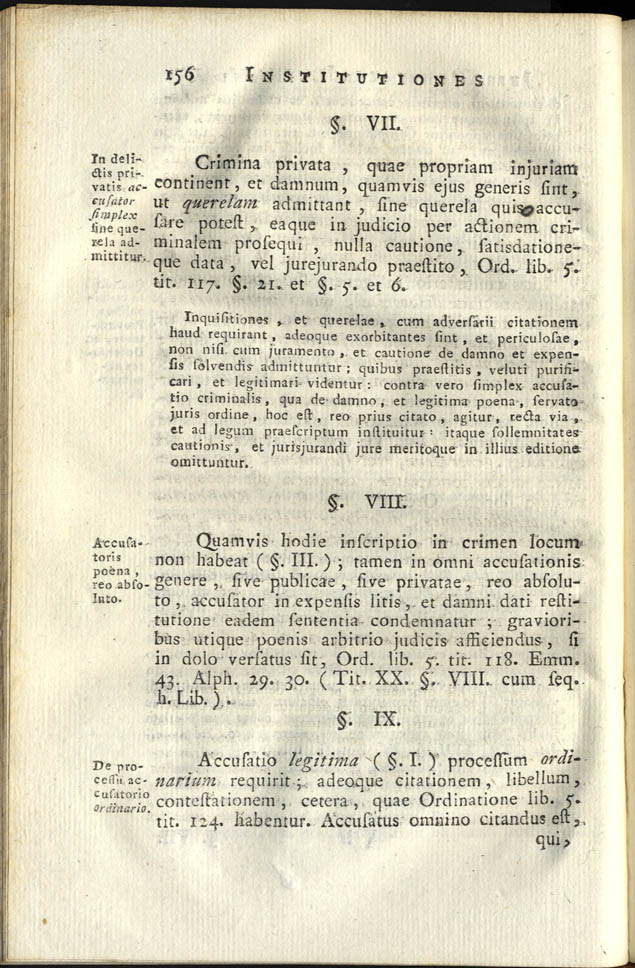 156 INSTITUTIONES
§. VII.
In deli-
ctis pri-
vatis ac-
cusator
simplex
sine que-
rela ad-
mittitur.
Crimina privata , quae propriam injuriam
continent , et damnum, quamvis ejus generis sint ,
ut querelam admittant , sine querela quis accu-
sare potest , eaque in judicio per actionem cri-
minalem prosequi , nulla cautione , satisdatione-
que data , vel jurejurando praestito , Ord. lib. 5.
tit. 117. §. 21. et §. 5. et 6.
Inquisitiones , et querelae , cum adversarii citationem
haud requirant , adeoque exorbitantes sint , et periculosae ,
non nisi cum juramento , et cautione de damno et expen-
sis solvendis admittuntur ; quibus praestitis , veluti purifi-
cari , et legitimari videntur : contra vero simplex accusa-
tio criminalis , qua de damno , et legitima poena , servato
juris ordine , hoc est , reo prius citato , agitur , recta via ,
et ad legum praescriptum instituitur : itaque sollemnitates
cautionis , et jurisjurandi jure meritoque in illius editione
omittuntur.
§. VIII.
Accusa-
toris
poena ,
reo abso-
luto.
Quamvis hodie inscriptio in crimen locum
non habeat ( §. III. ) ; tamen in omni accusationis
genere , sive publicae , sive privatae , reo absolu-
to , accusator in expensis litis , et damni dati resti-
tutione eadem sententia condemnatur ; gravior-
ibus utique poenis arbitrio judicis afficiendus , si
in dolo versatus sit , Ord. lib. 5. tit. 118. Emm.
43. Alph. 29. 30. ( Tit. XX. §. VIII. cum seq.
h. Lib. ) .
§. IX.
De pro-
cessu ac-
cusatorio
ordinario.
Accusatio legitima ( §. I. ) processum ordi-
narium requirit ; adeoque citationem , libellum ,
contestationem , cetera , quae Ordinatione lib. 5.
tit. 124. habentur. Accusatus omnino citandus est ,
qui ,